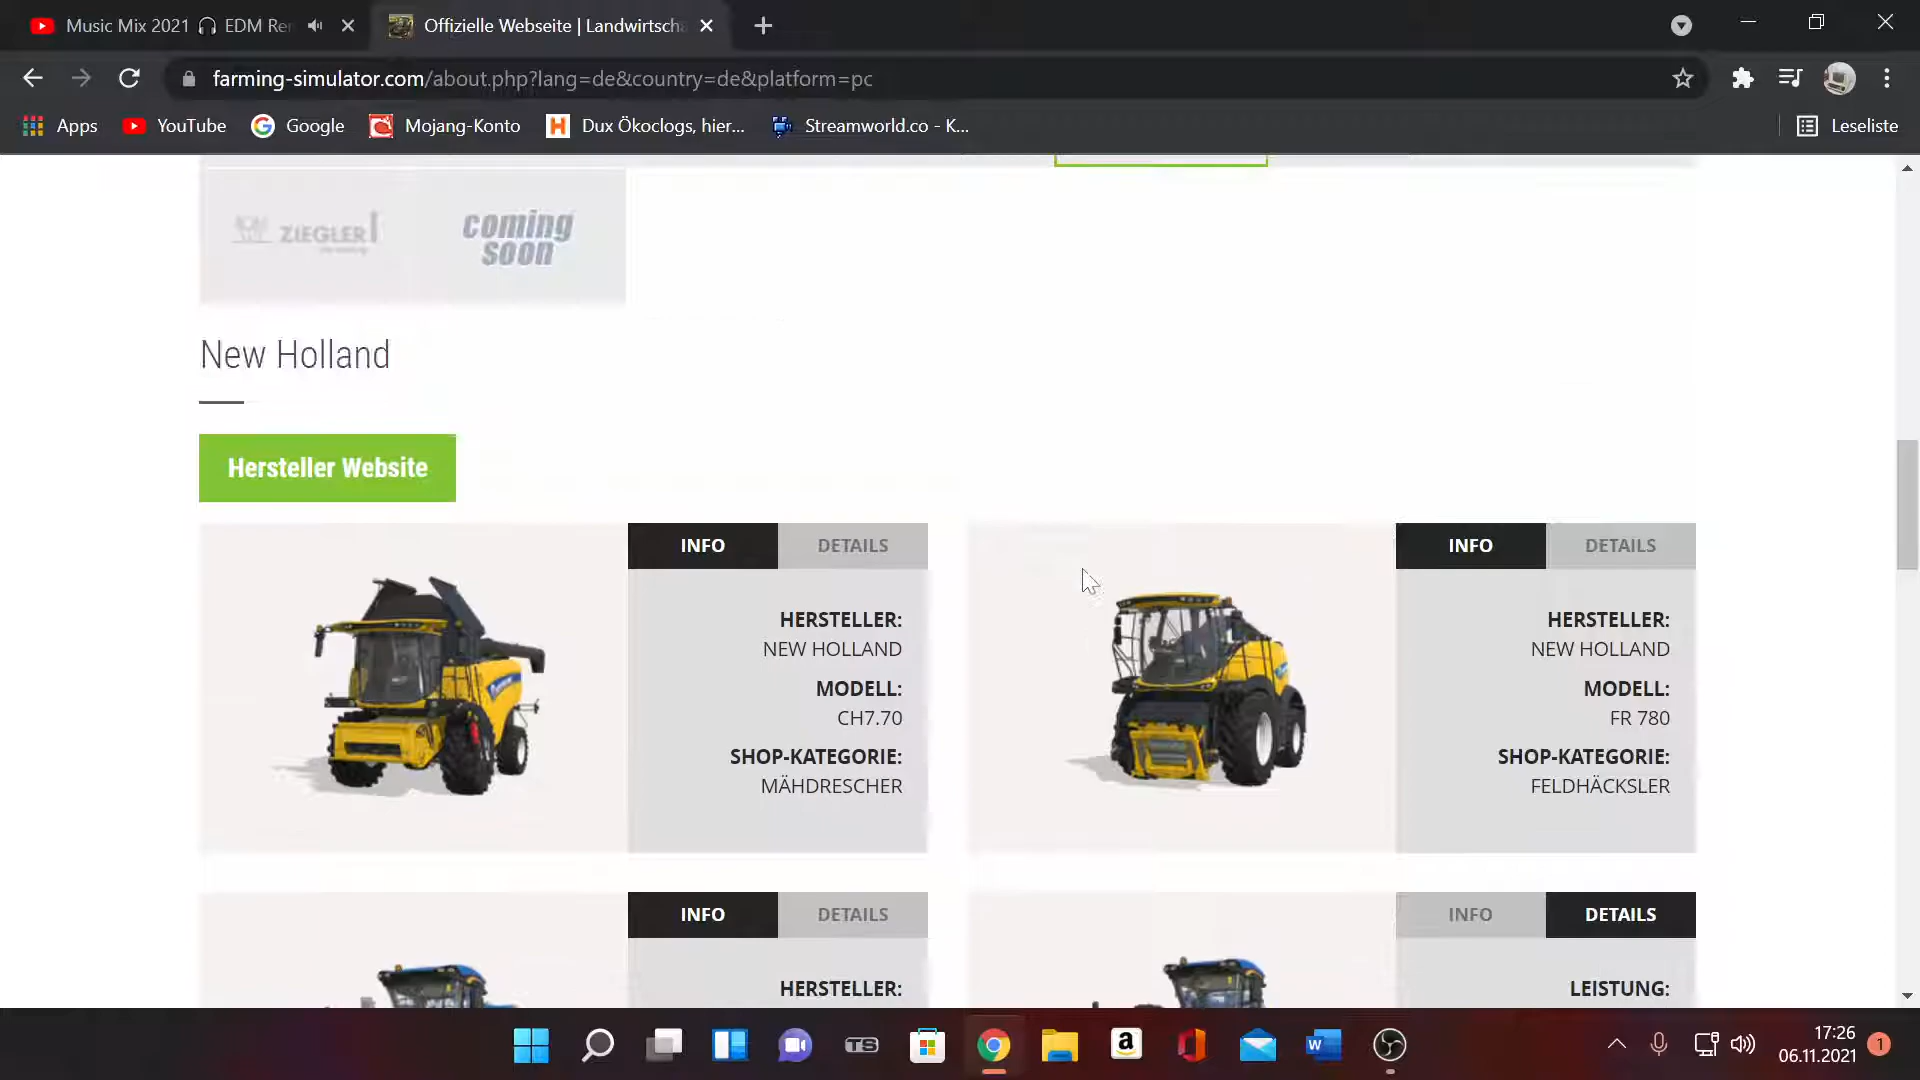 Music Mix 2021 🎧 EDM Re
Offizielle Webseite | Landwirtscha
farming-simulator.com/about.php?lang=de&country=de&platform=pc
Apps
YouTube
Google
Mojang-Konto
Dux Ökoclogs, hier...
Streamworld.co - K...
Leseliste
ZIEGLER
coming
soon
New Holland
Hersteller Website
INFO
DETAILS
HERSTELLER:
NEW HOLLAND
MODELL:
CH7.70
SHOP-KATEGORIE:
MÄHDRESCHER
INFO
DETAILS
HERSTELLER:
NEW HOLLAND
MODELL:
FR 780
SHOP-KATEGORIE:
FELDHÄCKSLER
INFO
DETAILS
HERSTELLER:
INFO
DETAILS
LEISTUNG:
TS
a
W
17:26
06.11.2021
1